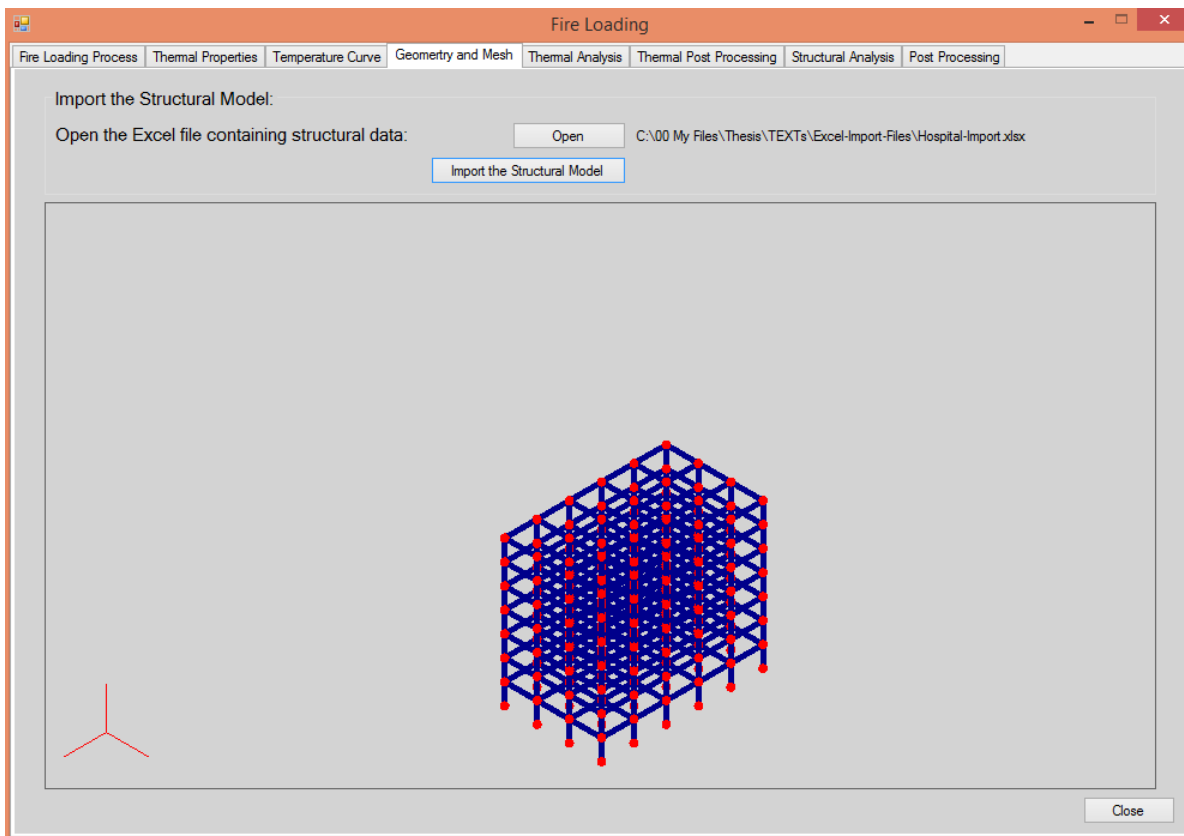 Fire Loading
Fire Loading Process Thermal Properties Temperature Curve Geometry and Mesh Thermal Analysis Thermal Post Processing Structural Analysis Post Processing
Import the Structural Model:
Open the Excel file containing structural data: Open C:\00 My Files\Thesis\TEXTs\Excel-Import-Files\Hospital-Import.xlsx
Import the Structural Model
Close